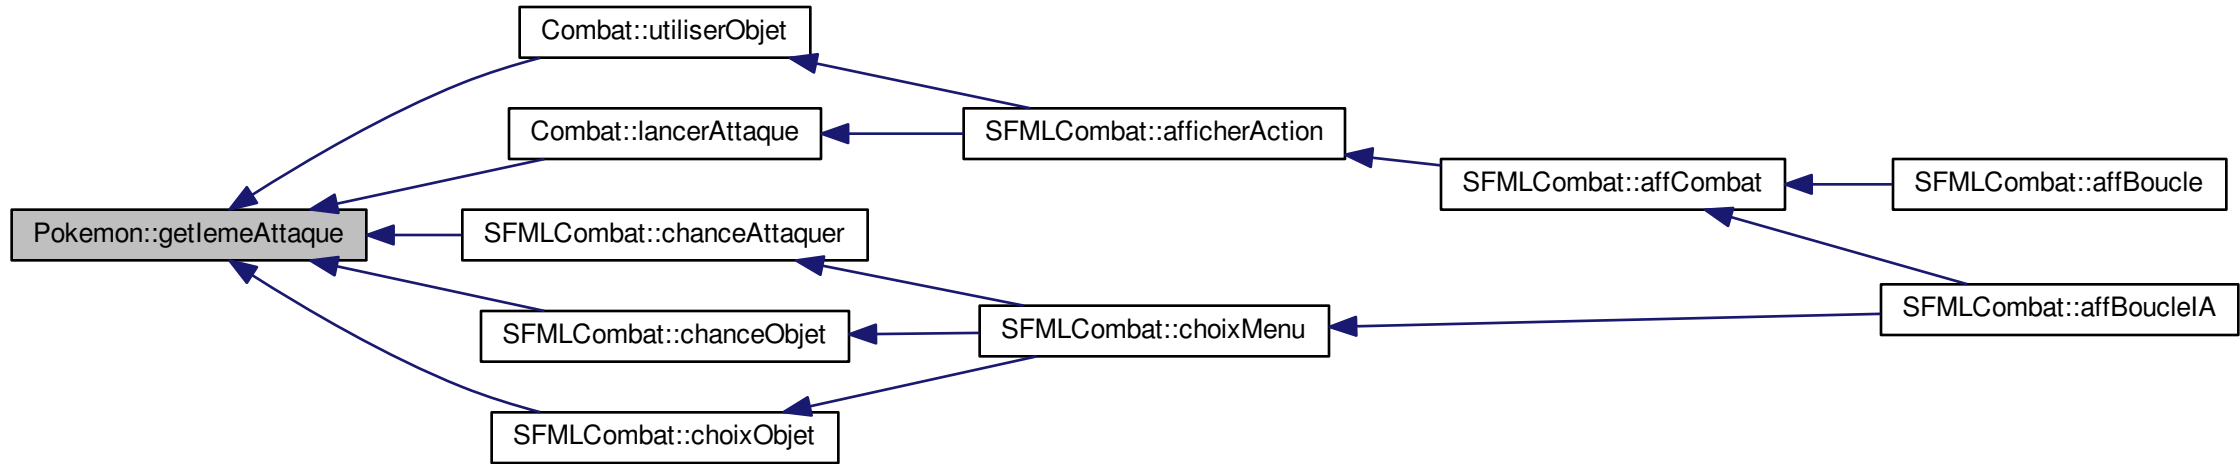 Combat::utiliserObjet
Combat::lancerAttaque
SFMLCombat::afficherAction
SFMLCombat::affCombat
SFMLCombat::affBoucle
Pokemon::getIemeAttaque
SFMLCombat::chanceAttaquer
SFMLCombat::chanceObjet
SFMLCombat::choixMenu
SFMLCombat::affBoucleIA
SFMLCombat::choixObjet